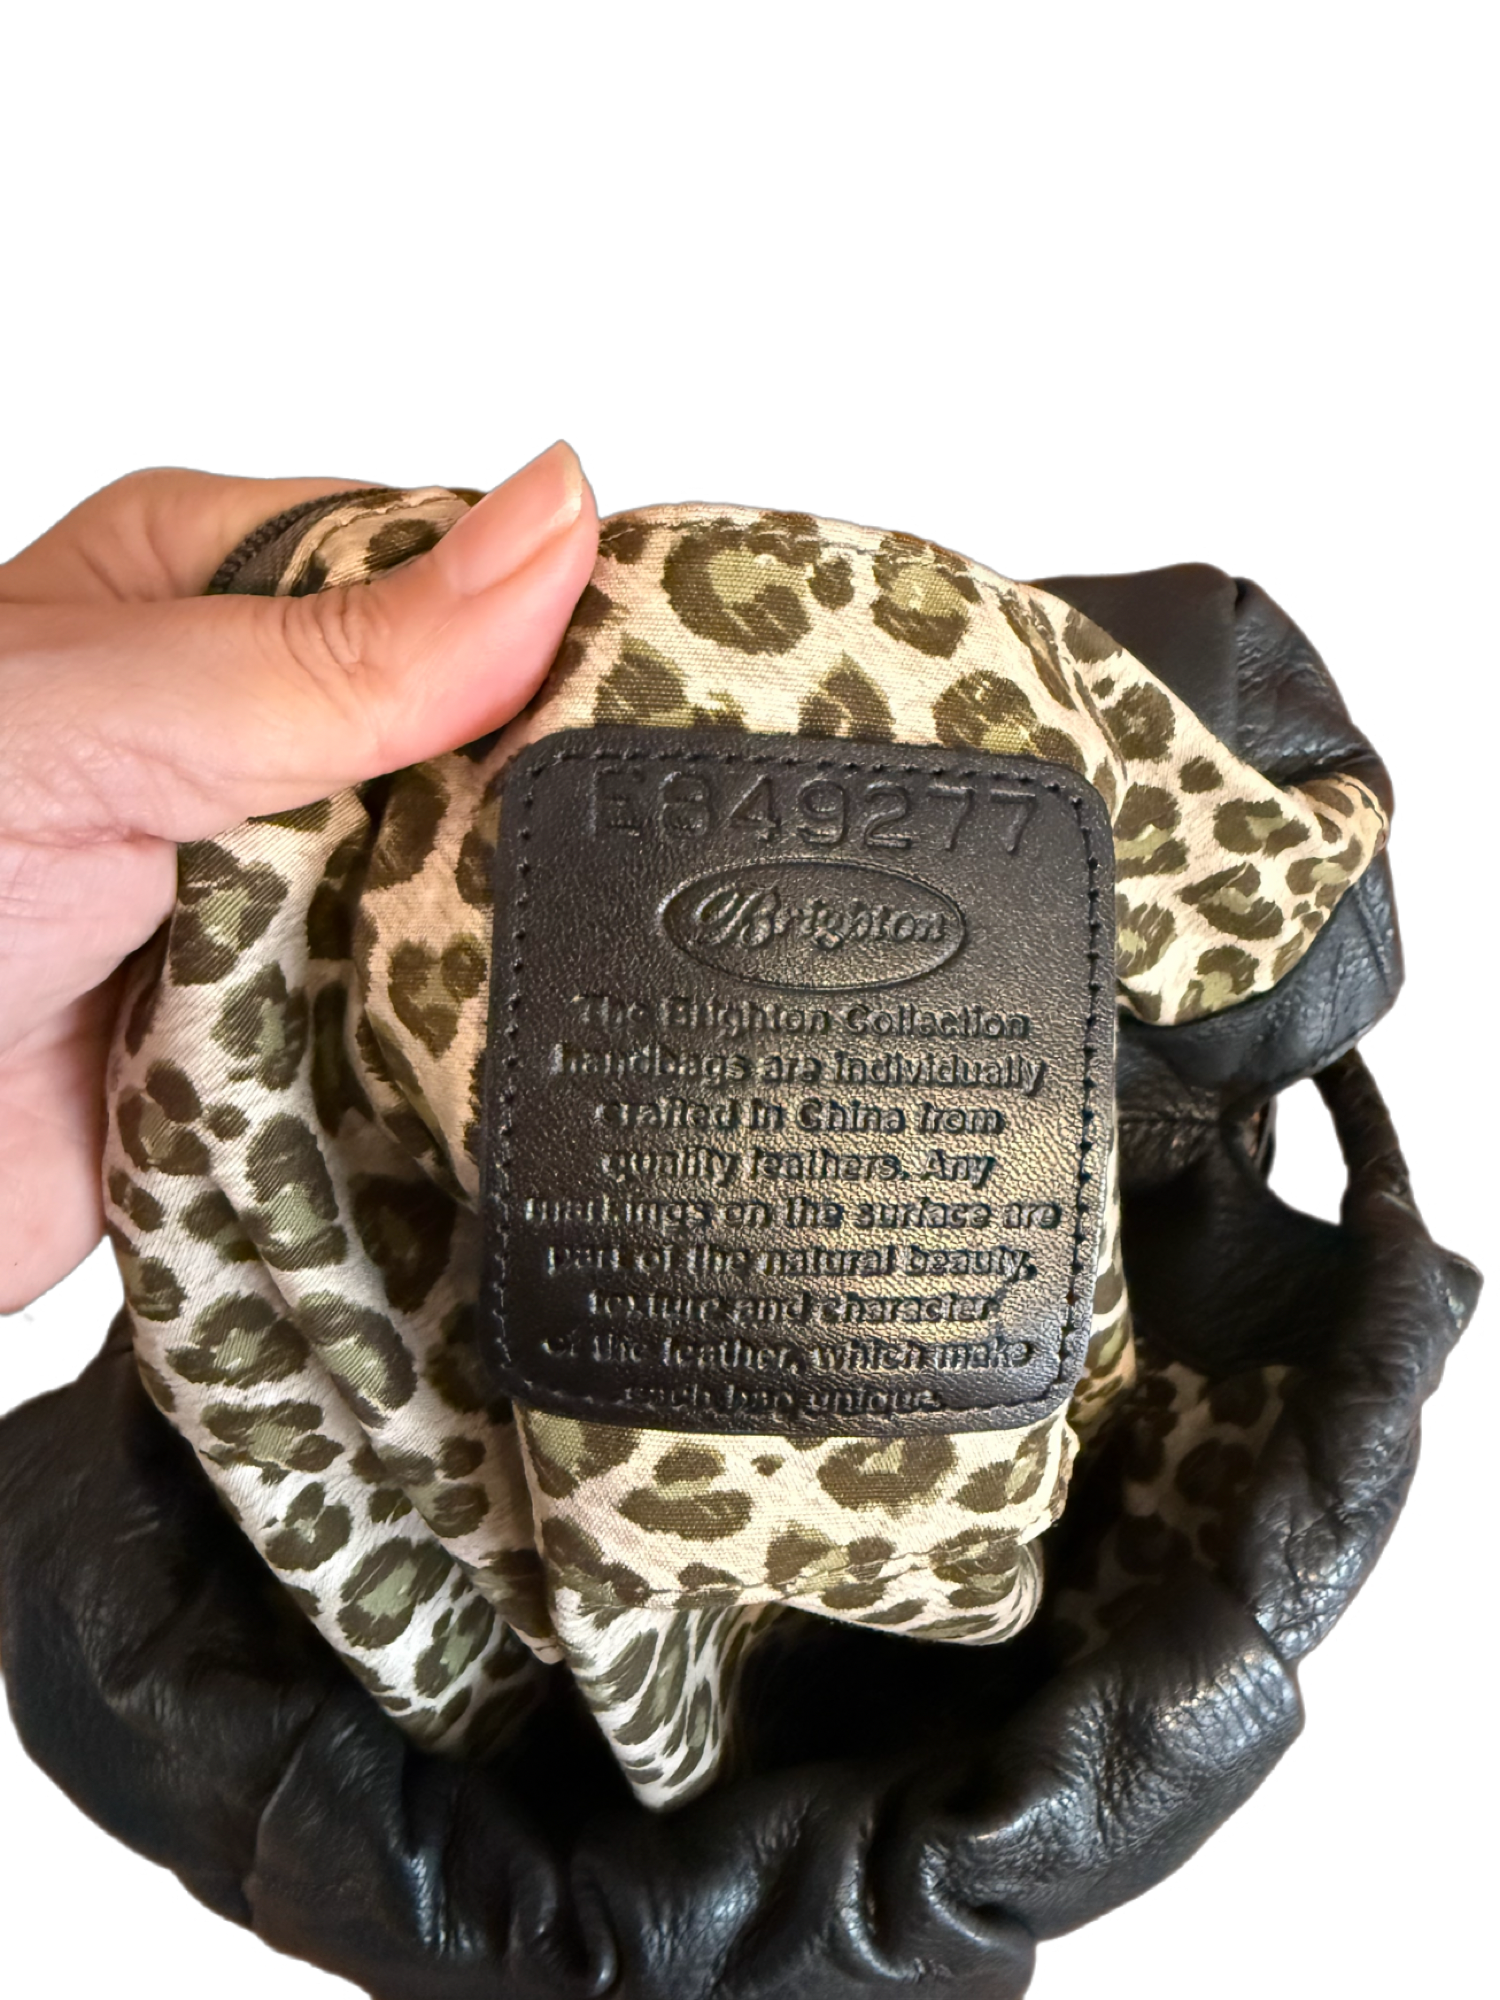 E849277
Brighton
The Brighton Collection
handbags are individually
crafted in China from
quality leathers. Any
markings on the surface are
part of the natural beauty,
texture and character
of the leather, which make
each bag unique.